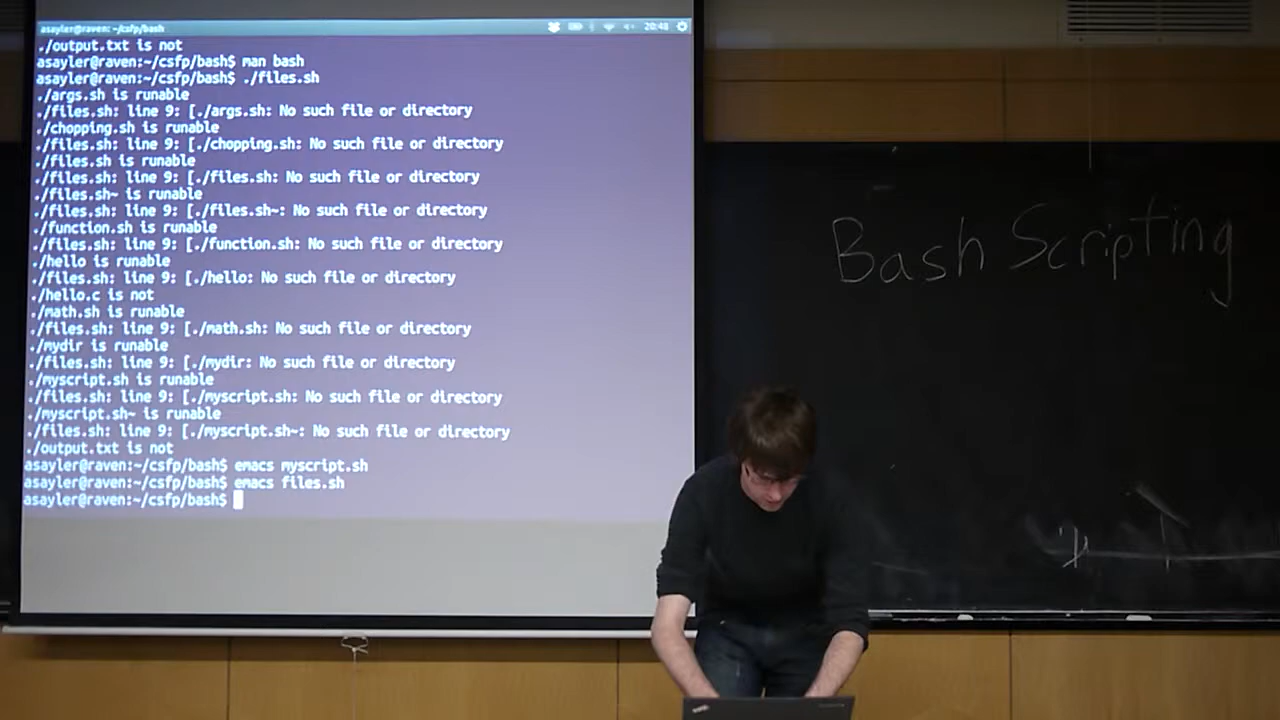 asayler@raven: ~/csfp/bash 20:48
./output.txt is not
asayler@raven:~/csfp/bash$ man bash
asayler@raven:~/csfp/bash$ ./files.sh
./args.sh is runable
./files.sh: line 9: [./args.sh: No such file or directory
./chopping.sh is runable
./files.sh: line 9: [./chopping.sh: No such file or directory
./files.sh is runable
./files.sh: line 9: [./files.sh: No such file or directory
./files.sh~ is runable
./files.sh: line 9: [./files.sh~: No such file or directory
./function.sh is runable
./files.sh: line 9: [./function.sh: No such file or directory
./hello is runable
./files.sh: line 9: [./hello: No such file or directory
./hello.c is not
./math.sh is runable
./files.sh: line 9: [./math.sh: No such file or directory
./mydir is runable
./files.sh: line 9: [./mydir: No such file or directory
./myscript.sh is runable
./files.sh: line 9: [./myscript.sh: No such file or directory
./myscript.sh~ is runable
./files.sh: line 9: [./myscript.sh~: No such file or directory
./output.txt is not
asayler@raven:~/csfp/bash$ emacs myscript.sh
asayler@raven:~/csfp/bash$ emacs files.sh
asayler@raven:~/csfp/bash$
Bash Scripting